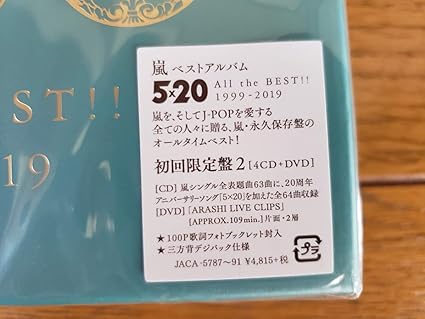 EST!!
19
嵐 ベストアルバム
5×20 All the BEST!!
1999-2019
嵐を、そしてJ-POPを愛する
全ての人々に贈る、嵐・永久保存盤の
オールタイムベスト!
初回限定盤2 [4CD+DVD]
[CD] 嵐シングル全表題曲63曲に、20周年
アニバーサリーソング「5×20」を加えた全64曲収録
[DVD] 「ARASHI LIVE CLIPS」
[APPROX.109min.] 片面・2層
★100P歌詞フォトブックレット封入
★三方背デジパック仕様
JACA-5787~91 ¥4,815+税
プラ